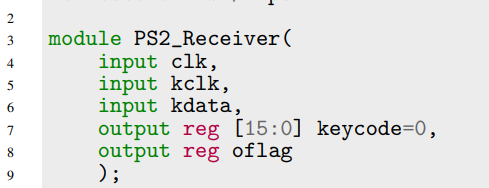 2
3 module PS2_Receiver(
4 input clk,
5 input kclk,
6 input kdata,
7 output reg [15:0] keycode=0,
8 output reg oflag
9 );